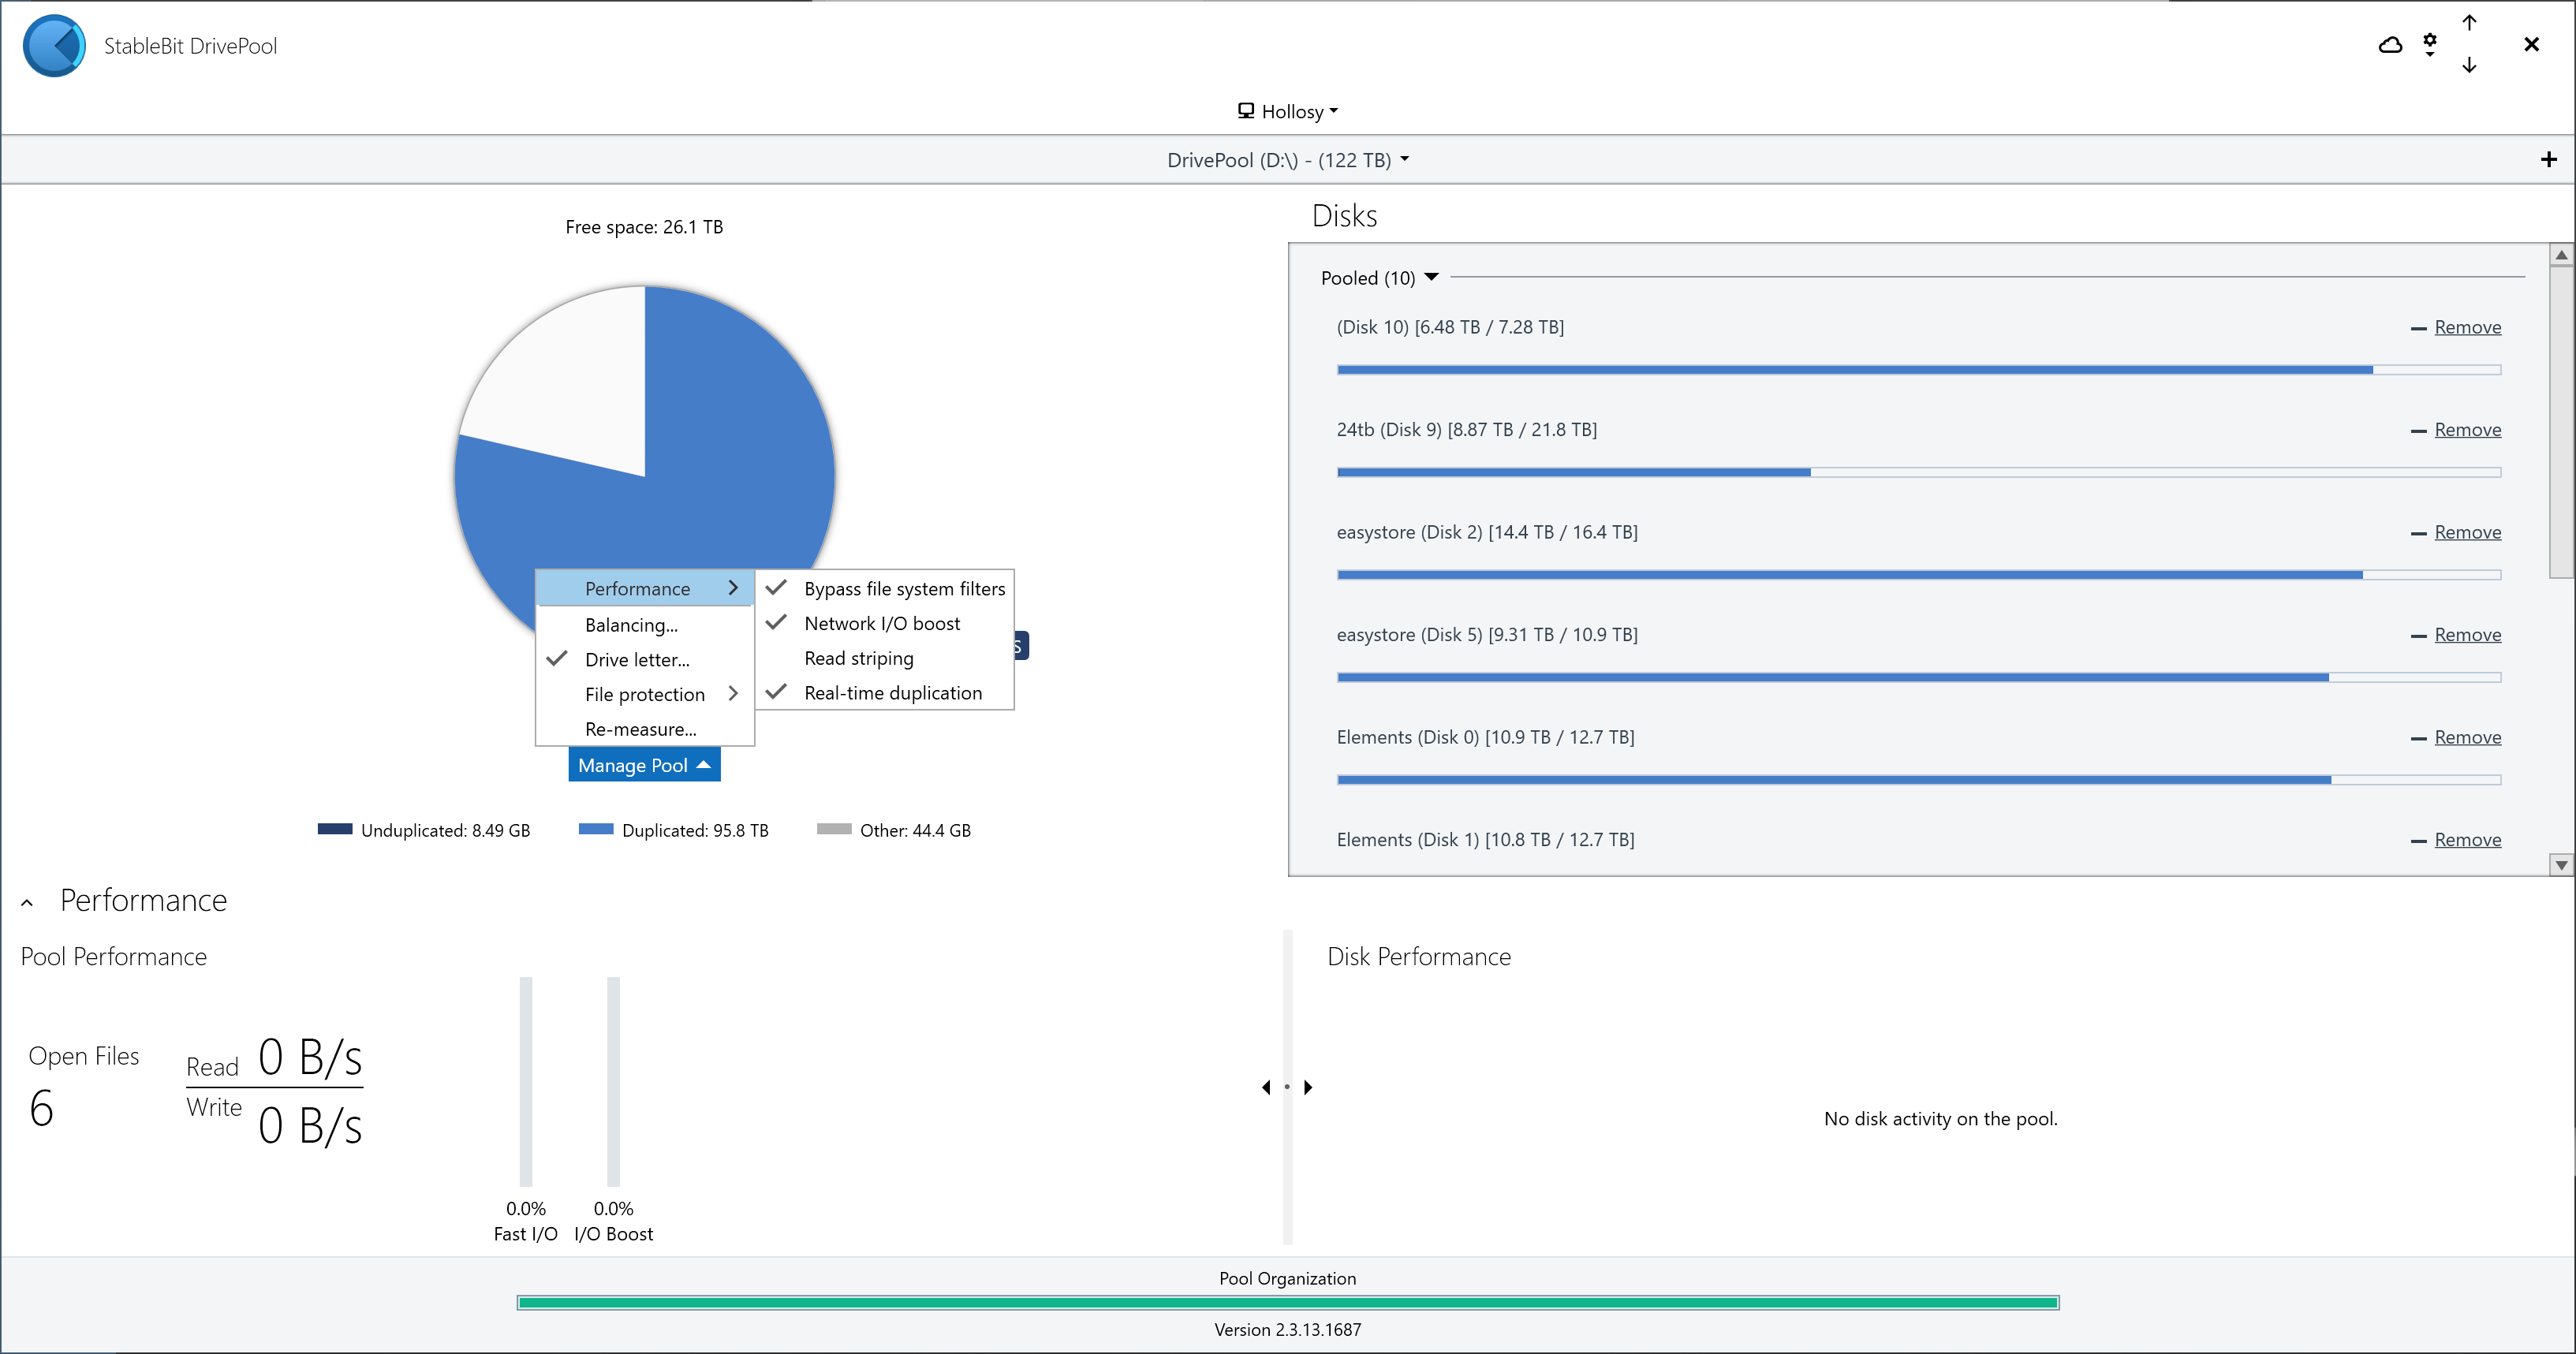 StableBit DrivePool
Hollosy
DrivePool (D:\) - (122 TB)
Free space: 26.1 TB
Performance
Balancing...
Drive letter...
File protection
Re-measure...
Bypass file system filters
Network I/O boost
Read striping
Real-time duplication
Manage Pool
Unduplicated: 8.49 GB
Duplicated: 95.8 TB
Other: 44.4 GB
Disks
Pooled (10)
(Disk 10) [6.48 TB / 7.28 TB]
Remove
24tb (Disk 9) [8.87 TB / 21.8 TB]
Remove
easystore (Disk 2) [14.4 TB / 16.4 TB]
Remove
easystore (Disk 5) [9.31 TB / 10.9 TB]
Remove
Elements (Disk 0) [10.9 TB / 12.7 TB]
Remove
Elements (Disk 1) [10.8 TB / 12.7 TB]
Remove
Performance
Pool Performance
Open Files
6
Read 0 B/s
Write 0 B/s
0.0%
Fast I/O
0.0%
I/O Boost
Disk Performance
No disk activity on the pool.
Pool Organization
Version 2.3.13.1687